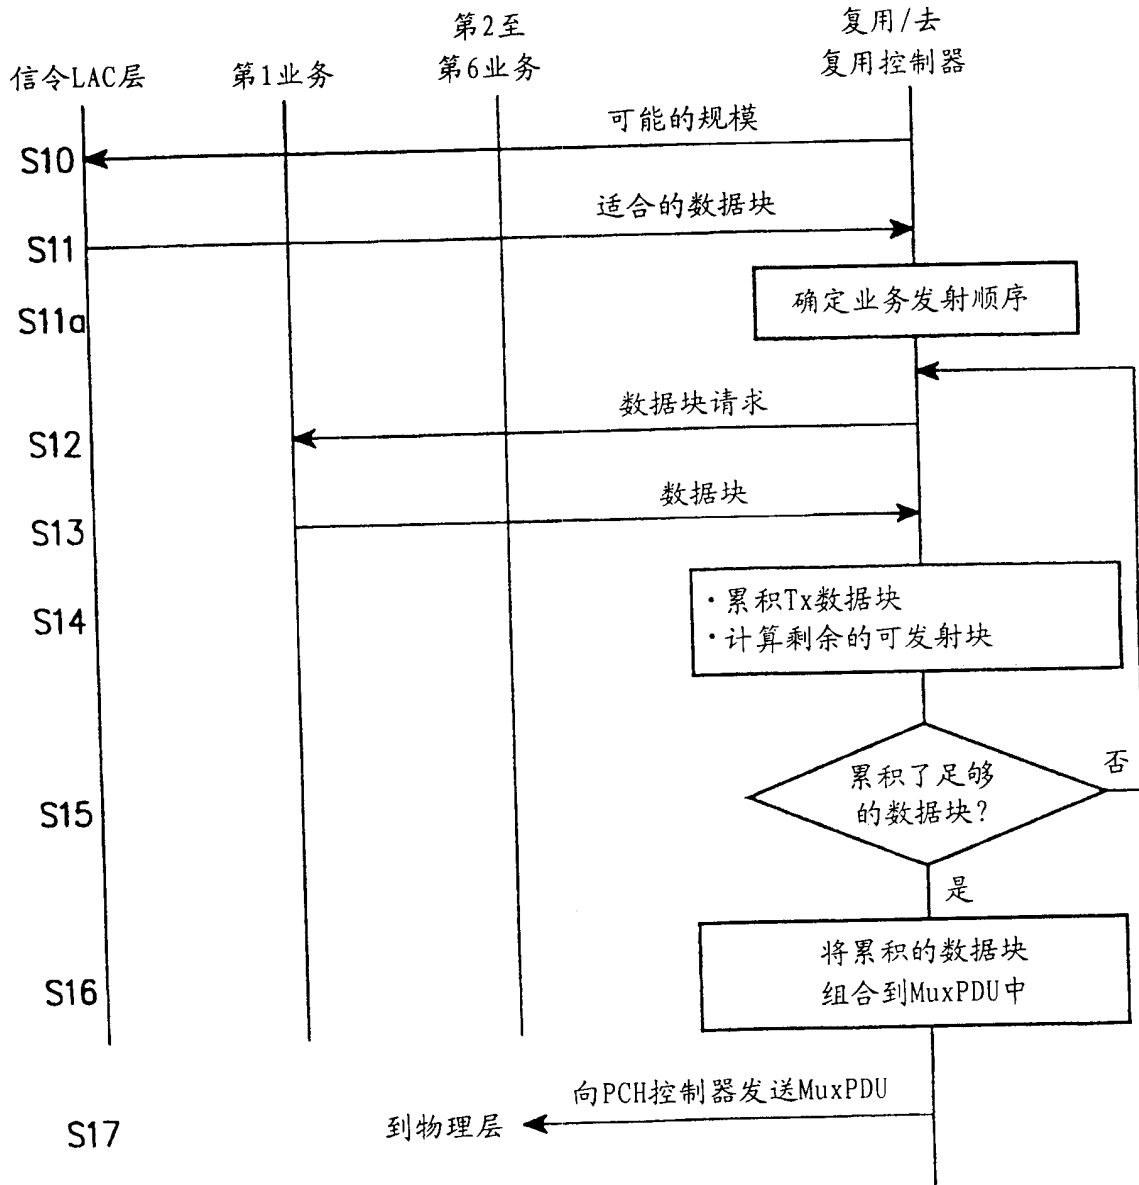 信令LAC层
第1业务
第2至
第6业务
复用/去
复用控制器
S10
可能的规模
S11
适合的数据块
S11a
确定业务发射顺序
S12
数据块请求
S13
数据块
S14
·累积Tx数据块
·计算剩余的可发射块
S15
累积了足够
的数据块?
否
是
S16
将累积的数据块
组合到MuxPDU中
S17
向PCH控制器发送MuxPDU
到物理层